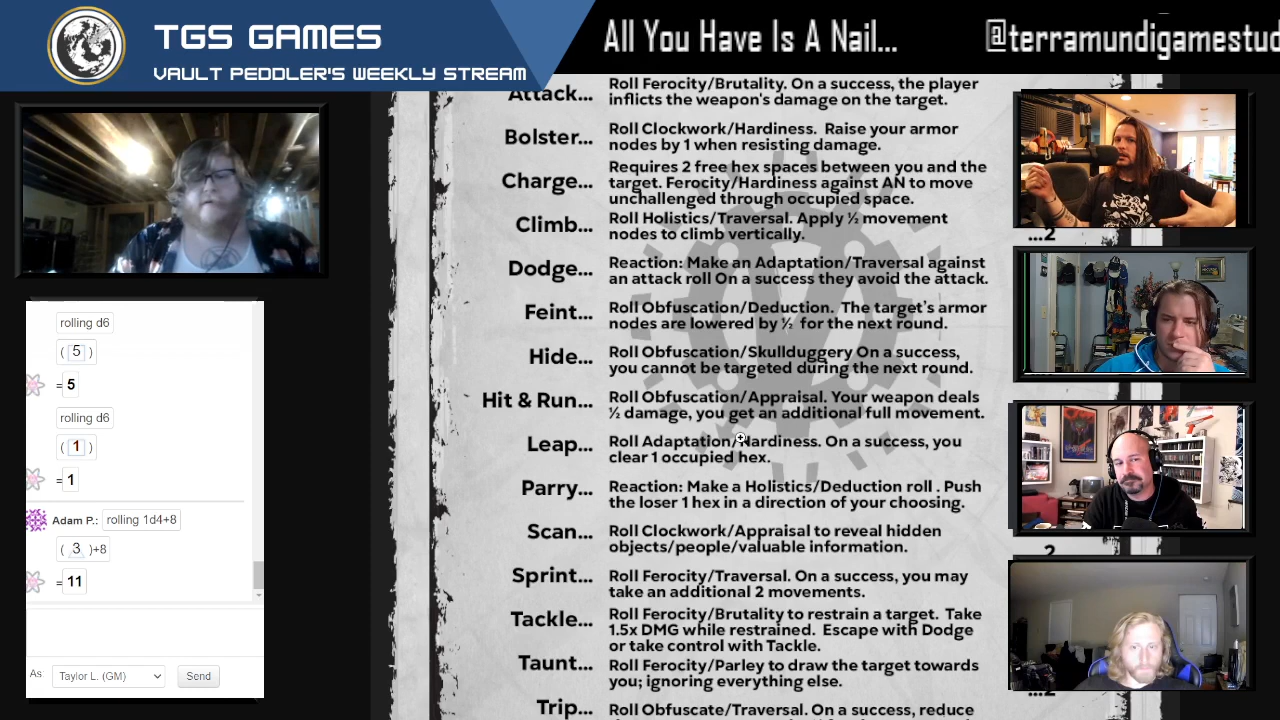 TGS GAMES
VAULT PEDDLER'S WEEKLY STREAM
All You Have Is A Nail...
@terramundigamestud
rolling d6
( 5 )
= 5
rolling d6
( 1 )
= 1
Adam P.: rolling 1d4+8
( 3 )+8
= 11
As: Taylor L. (GM) Send
Attack... Roll Ferocity/Brutality. On a success, the player
inflicts the weapon's damage on the target.
Bolster... Roll Clockwork/Hardiness. Raise your armor
nodes by 1 when resisting damage.
Charge... Requires 2 free hex spaces between you and the
target. Ferocity/Hardiness against AN to move
unchallenged through occupied space.
Climb... Roll Holistics/Traversal. Apply ½ movement
nodes to climb vertically.
...2
Dodge... Reaction: Make an Adaptation/Traversal against
an attack roll On a success they avoid the attack.
Feint... Roll Obfuscation/Deduction. The target's armor
nodes are lowered by ½ for the next round.
Hide... Roll Obfuscation/Skullduggery On a success,
you cannot be targeted during the next round.
Hit & Run... Roll Obfuscation/Appraisal. Your weapon deals
½ damage, you get an additional full movement.
Leap... Roll Adaptation/Hardiness. On a success, you
clear 1 occupied hex.
Parry... Reaction: Make a Holistics/Deduction roll . Push
the loser 1 hex in a direction of your choosing.
Scan... Roll Clockwork/Appraisal to reveal hidden
objects/people/valuable information.
2
Sprint... Roll Ferocity/Traversal. On a success, you may
take an additional 2 movements.
Tackle... Roll Ferocity/Brutality to restrain a target. Take
1.5x DMG while restrained. Escape with Dodge
or take control with Tackle.
Taunt... Roll Ferocity/Parley to draw the target towards
you; ignoring everything else.
...2
Trip... Roll Obfuscate/Traversal. On a success, reduce